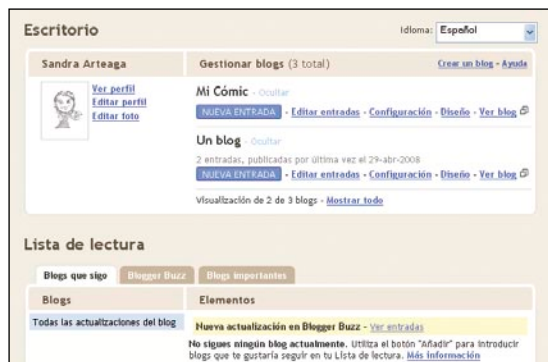 Escritorio
Idioma: Español
Sandra Arteaga
Gestionar blogs (3 total)
Crear un blog - Ayuda
Ver perfil
Editar perfil
Editar foto
Mi Cómic - Ocultar
NUEVA ENTRADA - Editar entradas - Configuración - Diseño - Ver blog
Un blog - Ocultar
2 entradas, publicadas por última vez el 29-abr-2008
NUEVA ENTRADA - Editar entradas - Configuración - Diseño - Ver blog
Visualización de 2 de 3 blogs - Mostrar todo
Lista de lectura
Blogs que sigo Blogger Buzz Blogs importantes
Blogs
Elementos
Todas las actualizaciones del blog
Nueva actualización en Blogger Buzz - Ver entradas
No sigues ningún blog actualmente. Utiliza el botón "Añadir" para introducir
blogs que te gustaría seguir en tu Lista de lectura. Más información